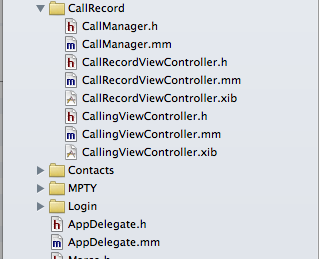 CallRecord
CallManager.h
CallManager.mm
CallRecordViewController.h
CallRecordViewController.mm
CallRecordViewController.xib
CallingViewController.h
CallingViewController.mm
CallingViewController.xib
Contacts
MPTY
Login
AppDelegate.h
AppDelegate.mm